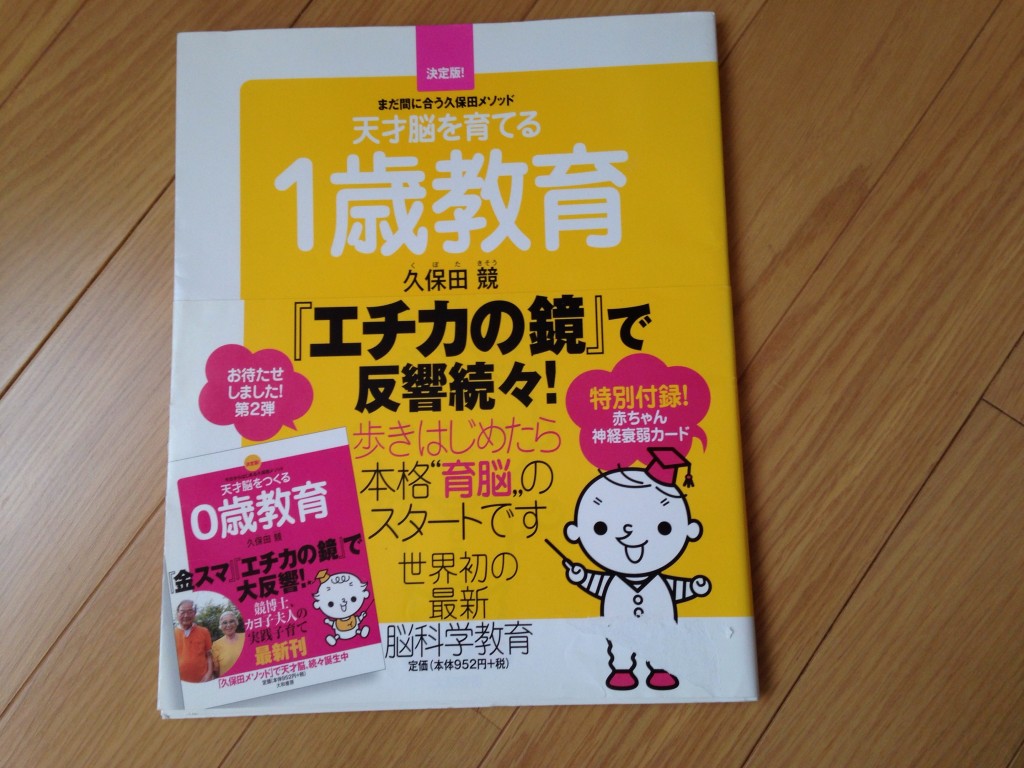 決定版!
まだ間に合う久保田メソッド
天才脳を育てる
1歳教育
くぼた きそう
久保田 競
『エチカの鏡』で
反響続々!
お待たせ
しました!
第2弾
特別付録!
赤ちゃん
神経衰弱カード
歩きはじめたら
本格“育脳„の
スタートです
世界初の
最新
脳科学教育
定価(本体952円+税)
天才脳をつくる
0歳教育
久保田 競
『金スマ』『エチカの鏡』で
大反響!
競博士、
カヨ子夫人の
実践子育て
最新刊
「久保田メソッド」で天才脳、続々誕生中
定価(本体952円+税)